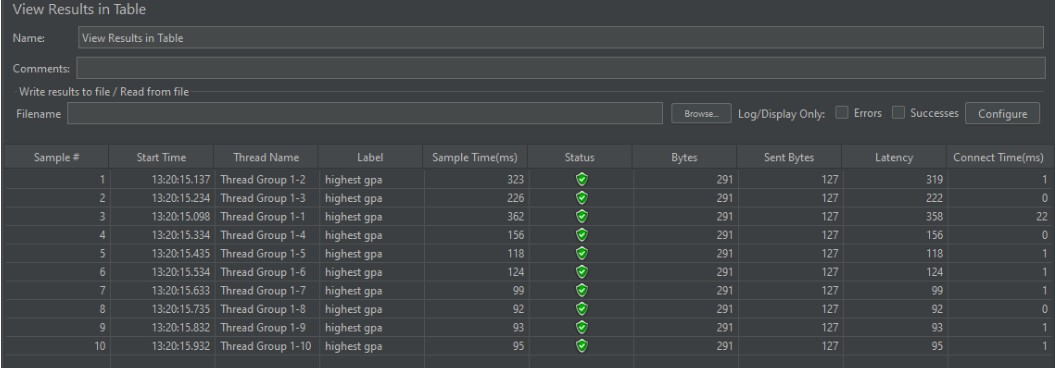 View Results in Table
Name: View Results in Table
Comments:
Write results to file / Read from file
Filename Browse... Log/Display Only: Errors Successes Configure
Sample # Start Time Thread Name Label Sample Time(ms) Status Bytes Sent Bytes Latency Connect Time(ms)
1 13:20:15.137 Thread Group 1-2 highest gpa 323 291 127 319 1
2 13:20:15.234 Thread Group 1-3 highest gpa 226 291 127 222 0
3 13:20:15.098 Thread Group 1-1 highest gpa 362 291 127 358 22
4 13:20:15.334 Thread Group 1-4 highest gpa 156 291 127 156 0
5 13:20:15.435 Thread Group 1-5 highest gpa 118 291 127 118 1
6 13:20:15.534 Thread Group 1-6 highest gpa 124 291 127 124 1
7 13:20:15.633 Thread Group 1-7 highest gpa 99 291 127 99 1
8 13:20:15.735 Thread Group 1-8 highest gpa 92 291 127 92 0
9 13:20:15.832 Thread Group 1-9 highest gpa 93 291 127 93 1
10 13:20:15.932 Thread Group 1-10 highest gpa 95 291 127 95 1